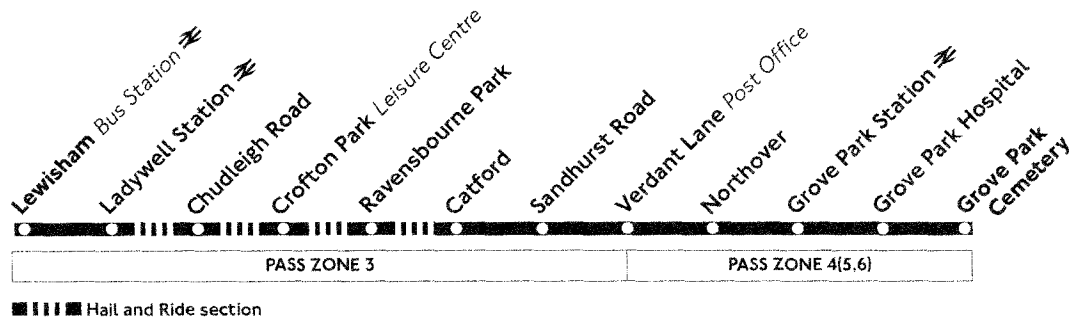 Lewisham Bus Station
Ladywell Station
Chudleigh Road
Crofton Park Leisure Centre
Ravensbourne Park
Catford
Sandhurst Road
Verdant Lane Post Office
Northover
Grove Park Station
Grove Park Hospital
Grove Park
Cemetery
PASS ZONE 3
PASS ZONE 4(5,6)
Hail and Ride section